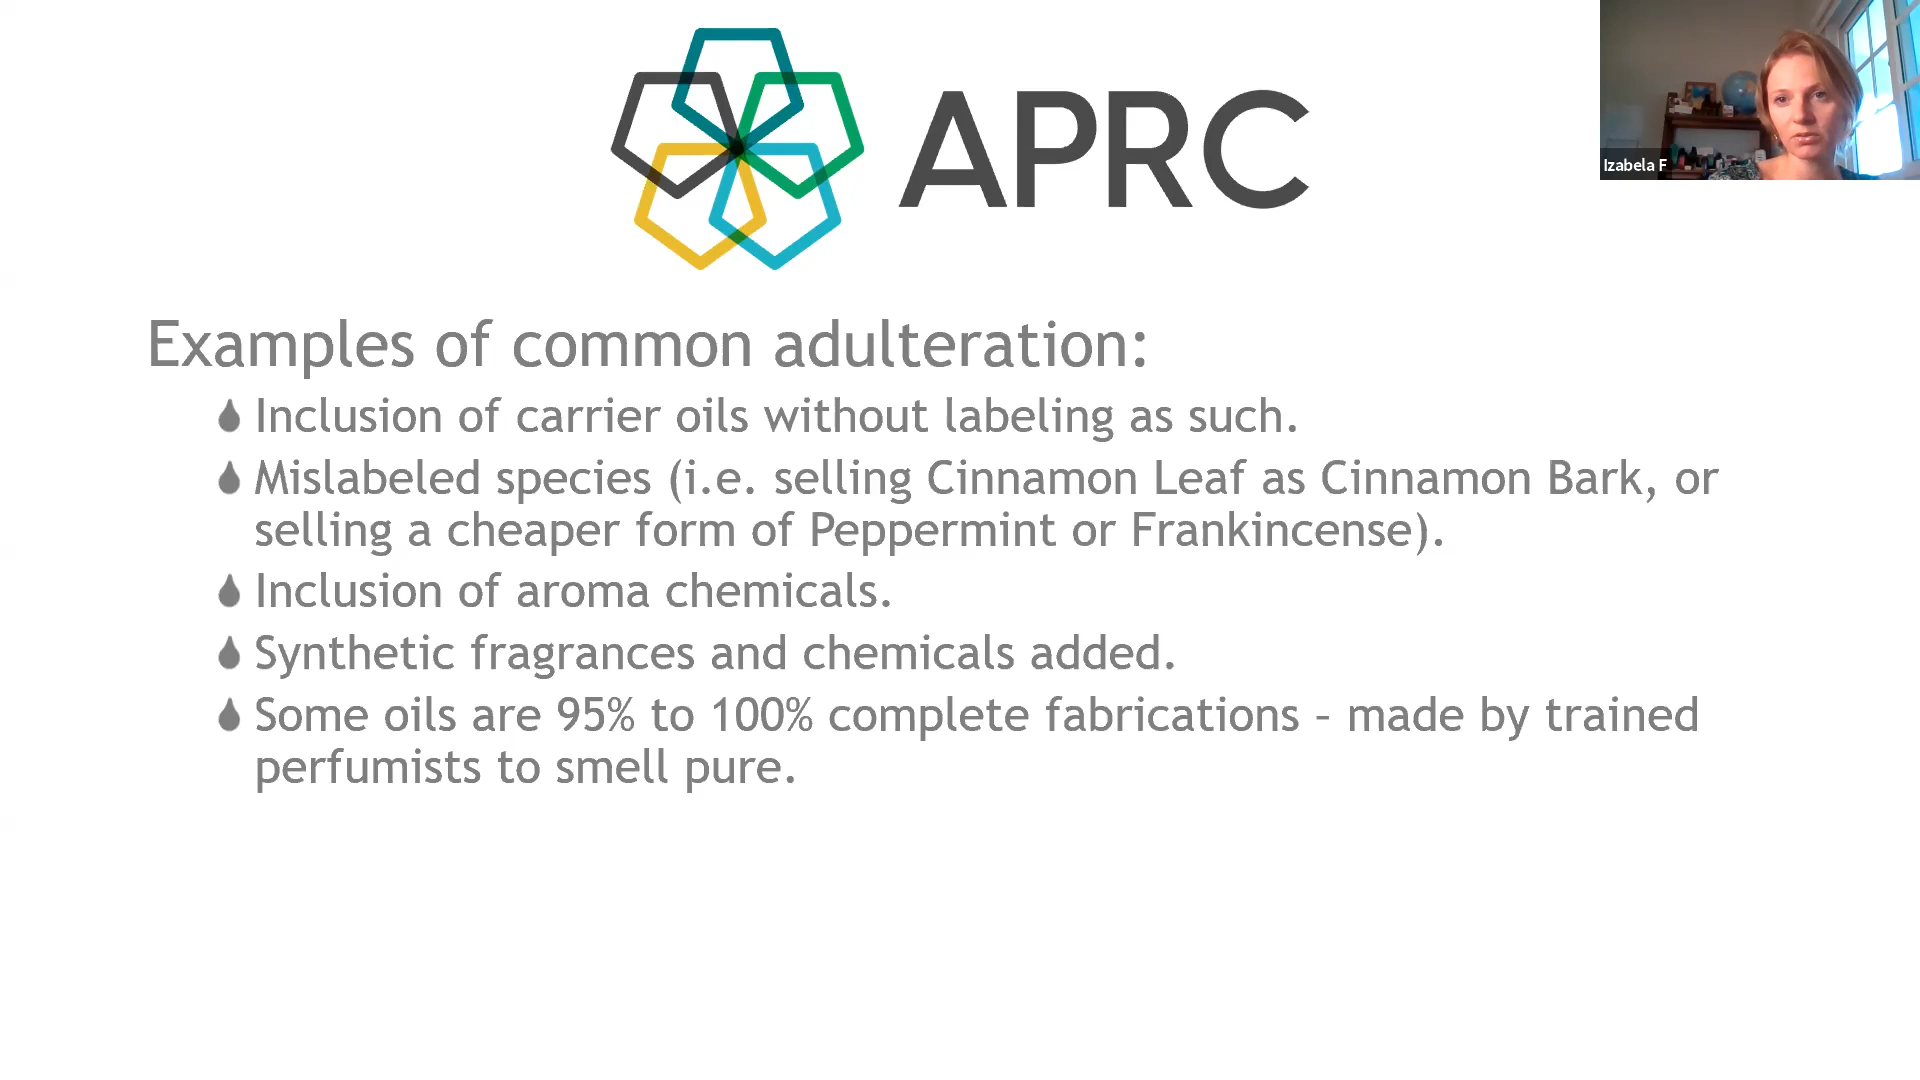 APRC
Izabela F
Examples of common adulteration:
Inclusion of carrier oils without labeling as such.
Mislabeled species (i.e. selling Cinnamon Leaf as Cinnamon Bark, or
selling a cheaper form of Peppermint or Frankincense).
Inclusion of aroma chemicals.
Synthetic fragrances and chemicals added.
Some oils are 95% to 100% complete fabrications – made by trained
perfumists to smell pure.